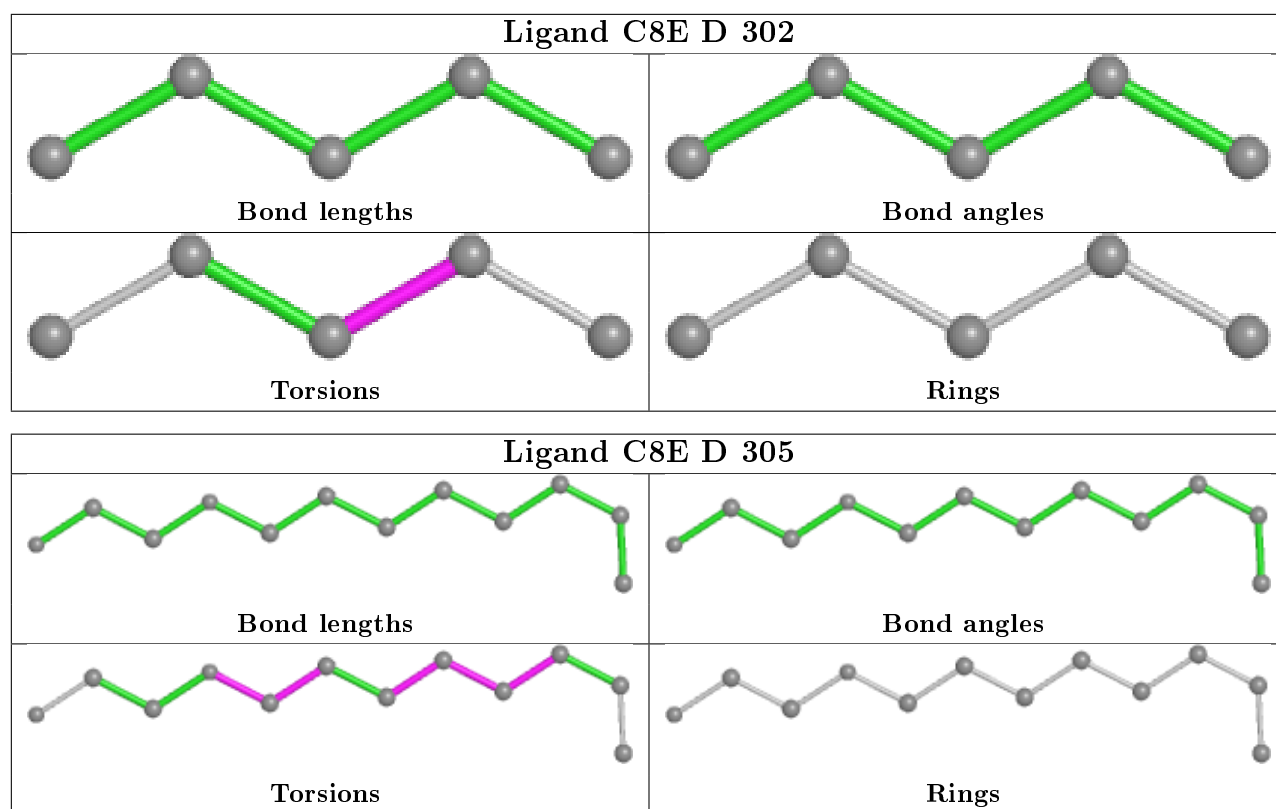 Ligand C8E D 302
Bond lengths
Bond angles
Torsions
Rings
Ligand C8E D 305
Bond lengths
Bond angles
Torsions
Rings